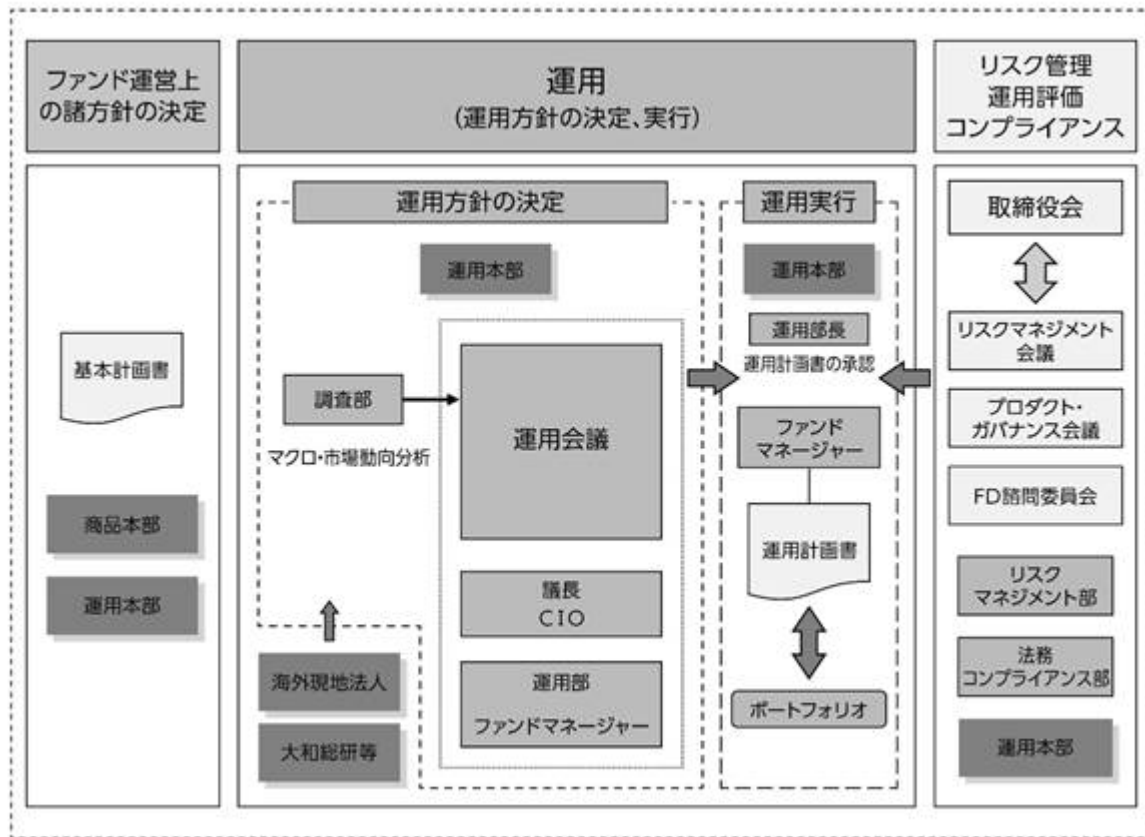 ファンド運営上
の諸方針の決定
運用
(運用方針の決定、実行)
リスク管理
運用評価
コンプライアンス
基本計画書
商品本部
運用本部
運用方針の決定
運用本部
調査部
マクロ・市場動向分析
運用会議
議長
CIO
運用部
ファンドマネージャー
海外現地法人
大和総研等
運用実行
運用本部
運用部長
運用計画書の承認
ファンド
マネージャー
運用計画書
ポートフォリオ
取締役会
リスクマネジメント
会議
プロダクト・
ガバナンス会議
FD諮問委員会
リスク
マネジメント部
法務
コンプライアンス部
運用本部